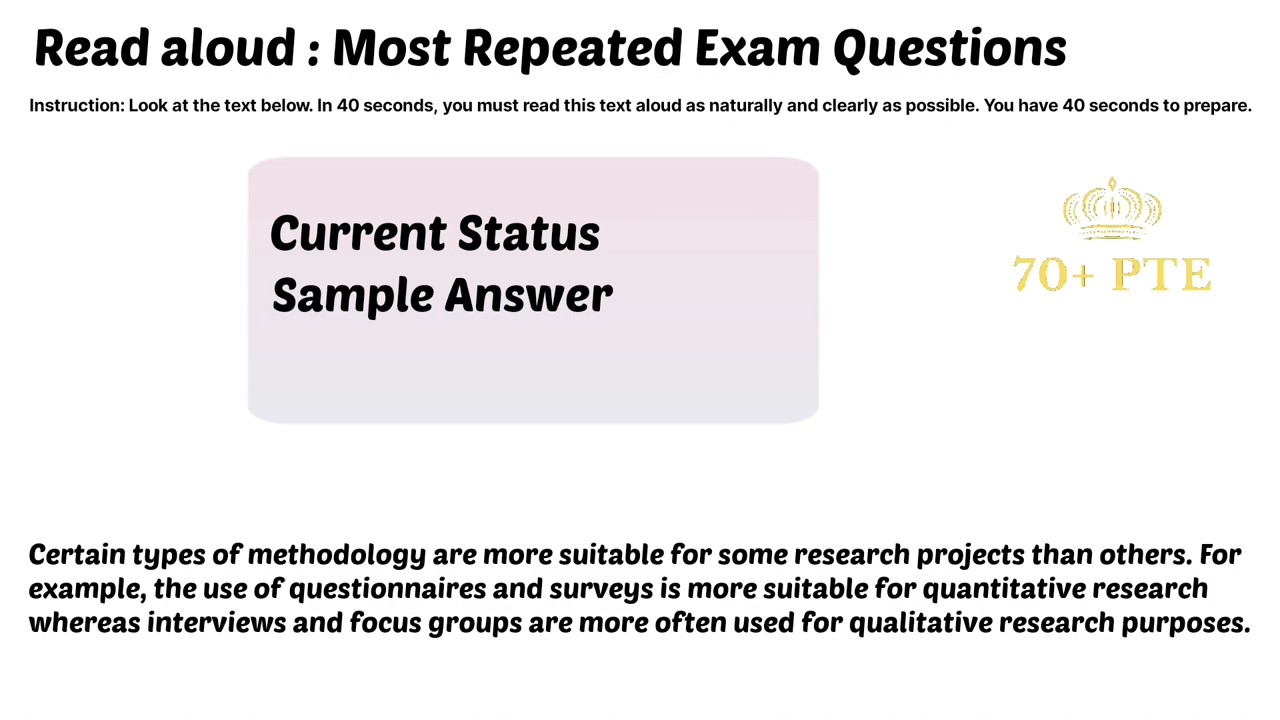 Read aloud : Most Repeated Exam Questions
Instruction: Look at the text below. In 40 seconds, you must read this text aloud as naturally and clearly as possible. You have 40 seconds to prepare.
Current Status
Sample Answer
70+ PTE
Certain types of methodology are more suitable for some research projects than others. For
example, the use of questionnaires and surveys is more suitable for quantitative research
whereas interviews and focus groups are more often used for qualitative research purposes.